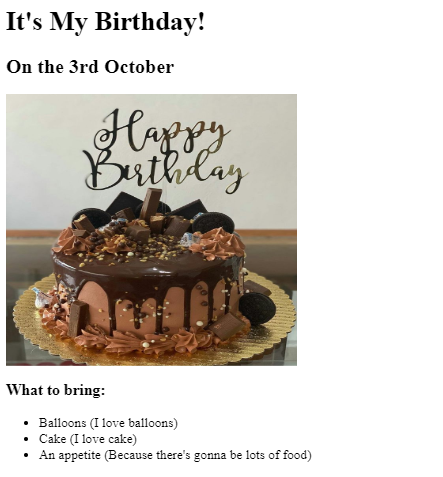 It's My Birthday!
On the 3rd October
Happy
Birthday
What to bring:
Balloons (I love balloons)
Cake (I love cake)
An appetite (Because there's gonna be lots of food)